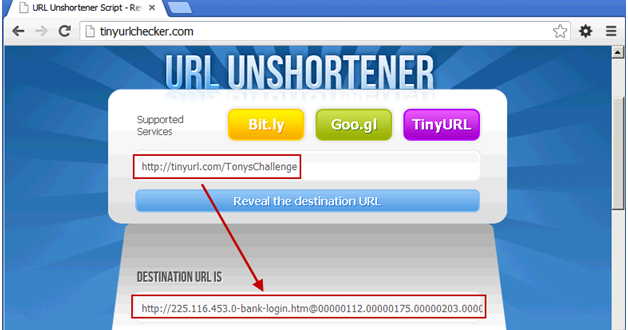 URL Unshortener Script - Re
tinyurlchecker.com
URL UNSHORTENER
Supported
Services
Bit.ly
Goo.gl
TinyURL
http://tinyurl.com/TonysChallenge
Reveal the destination URL
DESTINATION URL IS
http://225.116.453.0-bank-login.htm@00000112.00000175.00000203.0000